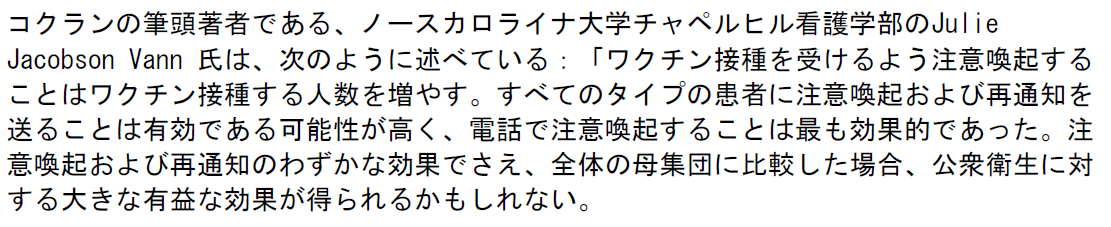 コクランの筆頭著者である、ノースカロライナ大学チャペルヒル看護学部のJulie
Jacobson Vann 氏は、次のように述べている：「ワクチン接種を受けるよう注意喚起する
ことはワクチン接種する人数を増やす。すべてのタイプの患者に注意喚起および再通知を
送ることは有効である可能性が高く、電話で注意喚起することは最も効果的であった。注
意喚起および再通知のわずかな効果でさえ、全体の母集団に比較した場合、公衆衛生に対
する大きな有益な効果が得られるかもしれない。